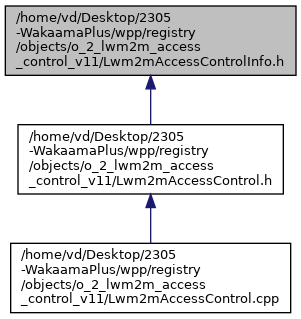 /home/vd/Desktop/2305
-WakaamaPlus/wpp/registry
/objects/o_2_lwm2m_access
_control_v11/Lwm2mAccessControlInfo.h
/home/vd/Desktop/2305
-WakaamaPlus/wpp/registry
/objects/o_2_lwm2m_access
_control_v11/Lwm2mAccessControl.h
/home/vd/Desktop/2305
-WakaamaPlus/wpp/registry
/objects/o_2_lwm2m_access
_control_v11/Lwm2mAccessControl.cpp